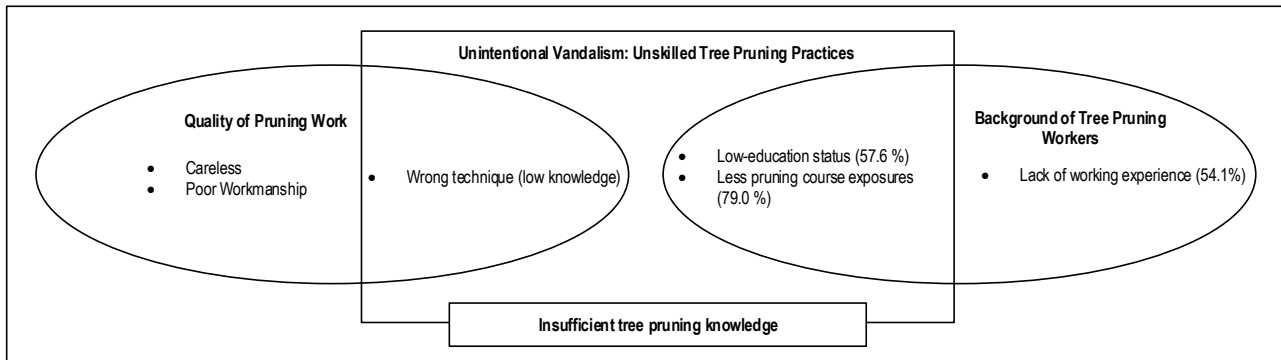 Unintentional Vandalism: Unskilled Tree Pruning Practices
Quality of Pruning Work
• Careless
• Poor Workmanship
• Wrong technique (low knowledge)
• Low-education status (57.6 %)
• Less pruning course exposures
(79.0 %)
Background of Tree Pruning
Workers
• Lack of working experience (54.1%)
Insufficient tree pruning knowledge